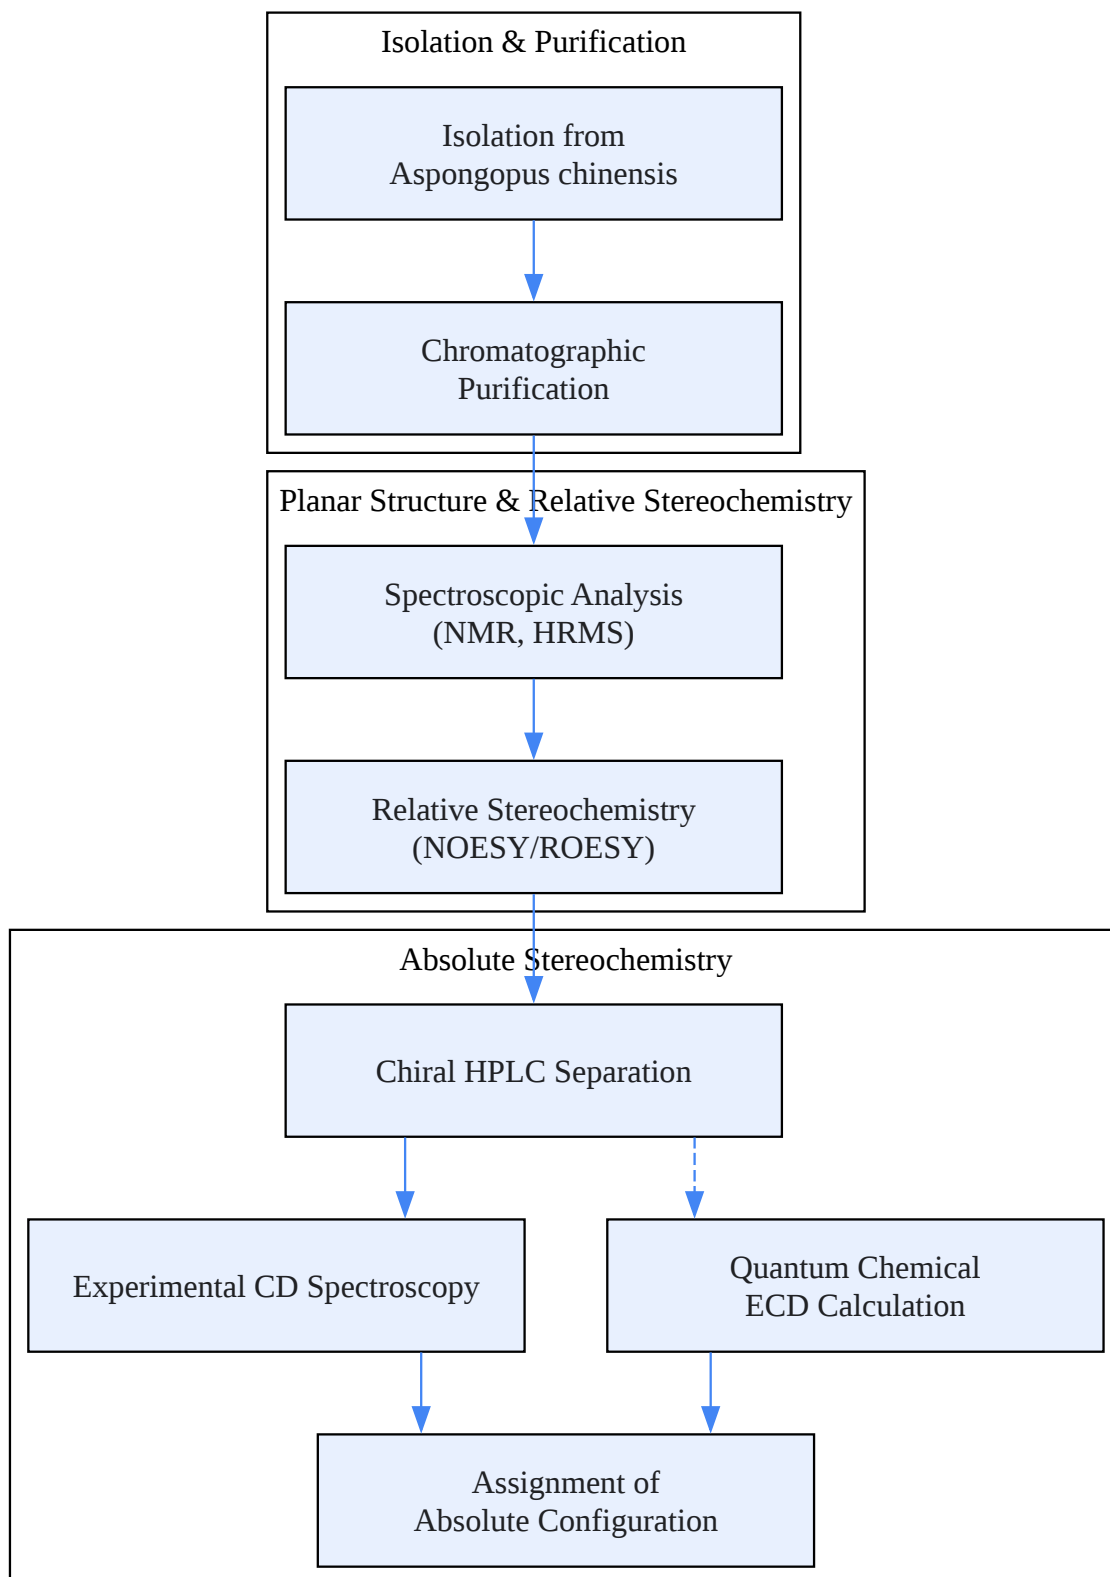 Isolation & Purification
Isolation from
Aspongopus chinensis
Chromatographic
Purification
Planar Structure & Relative Stereochemistry
Spectroscopic Analysis
(NMR, HRMS)
Relative Stereochemistry
(NOESY/ROESY)
Absolute Stereochemistry
Chiral HPLC Separation
Experimental CD Spectroscopy
Quantum Chemical
ECD Calculation
Assignment of
Absolute Configuration